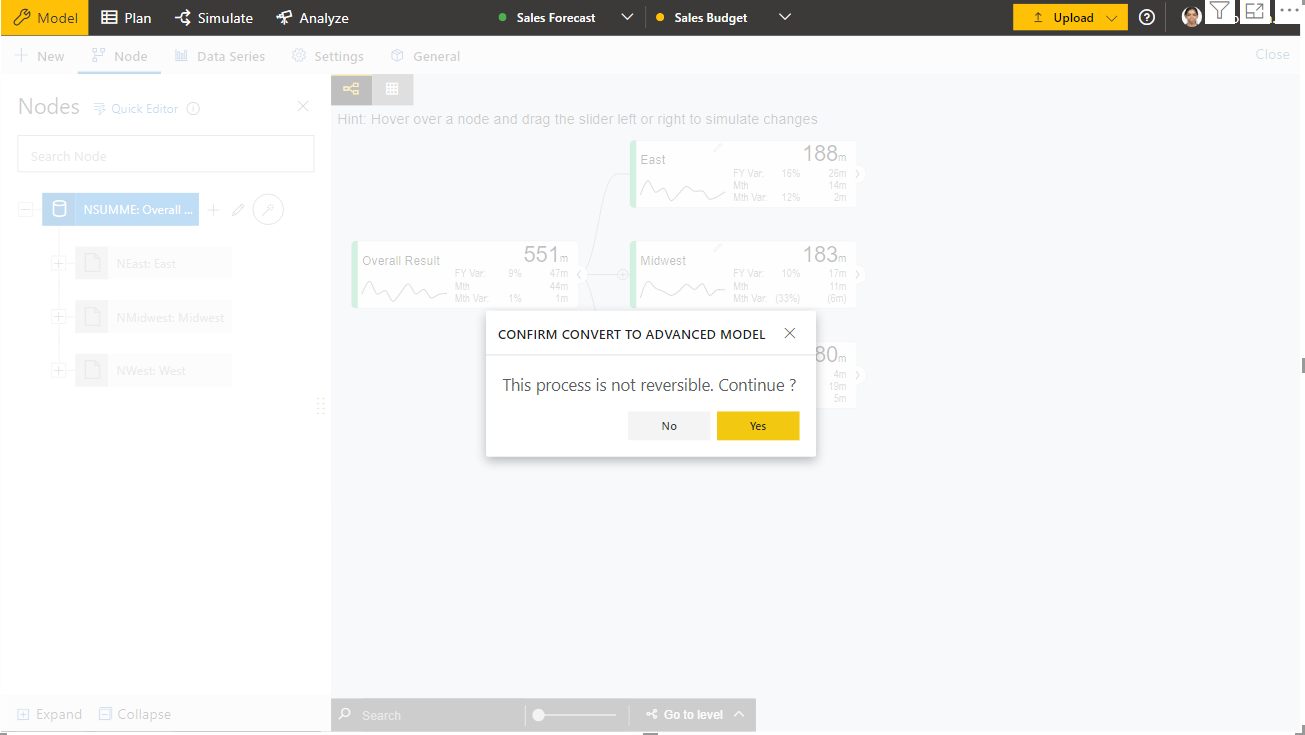 Model Plan Simulate Analyze Sales Forecast Sales Budget Upload
New Node Data Series Settings General Close
Nodes Quick Editor
Search Node
NSUMME: Overall ...
NEast: East
NMidwest: Midwest
NWest: West
Expand Collapse
Hint: Hover over a node and drag the slider left or right to simulate changes
East 188m
FY Var: 16% 26m
Mth 14m
Mth Var: 12% 2m
Overall Result 551m
FY Var: 9% 47m
Mth 44m
Mth Var: 1% 1m
Midwest 183m
FY Var: 10% 17m
Mth 11m
Mth Var: (33%) (6m)
80m
4m
19m
5m
CONFIRM CONVERT TO ADVANCED MODEL
This process is not reversible. Continue ?
No Yes
Search Go to level